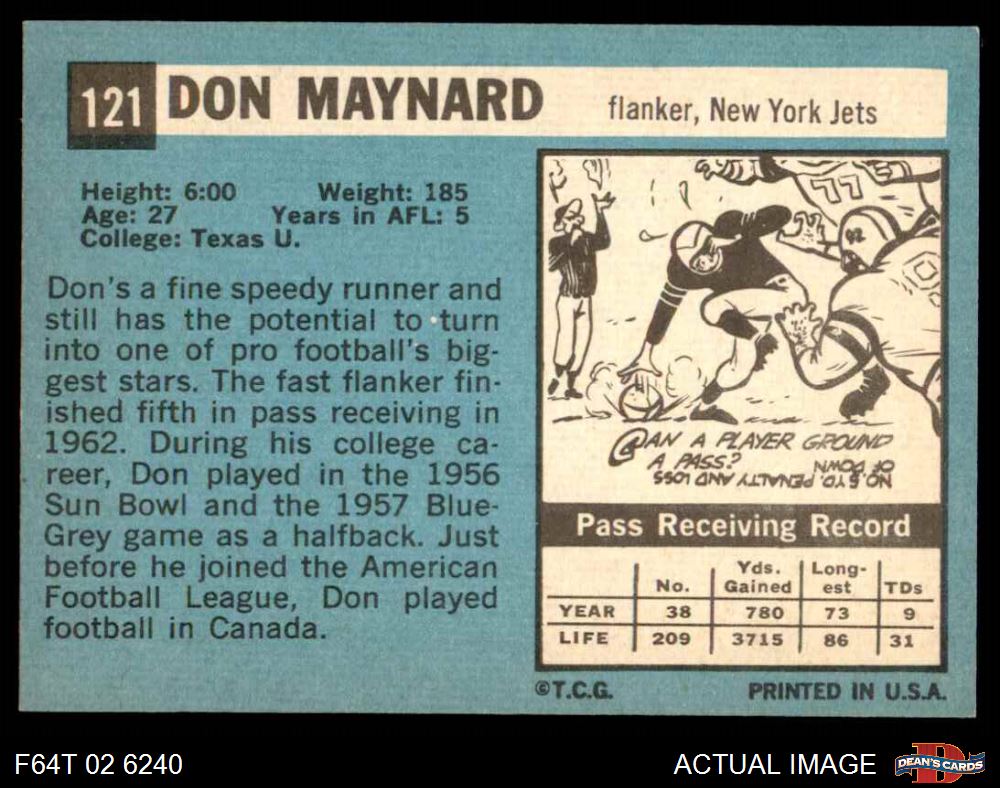 121 DON MAYNARD flanker, New York Jets
Height: 6:00 Weight: 185
Age: 27 Years in AFL: 5
College: Texas U.
Don's a fine speedy runner and
still has the potential to turn
into one of pro football's big-
gest stars. The fast flanker fin-
ished fifth in pass receiving in
1962. During his college ca-
reer, Don played in the 1956
Sun Bowl and the 1957 Blue-
Grey game as a halfback. Just
before he joined the American
Football League, Don played
football in Canada.
77
82
CAN A PLAYER GROUND
A PASS?
NO. 5 YD. PENALTY AND LOSS
OF DOWN
Pass Receiving Record
No. Yds. Gained Long-est TDs
YEAR 38 780 73 9
LIFE 209 3715 86 31
©T.C.G. PRINTED IN U.S.A.
F64T 02 6240 ACTUAL IMAGE DEAN'S CARDS